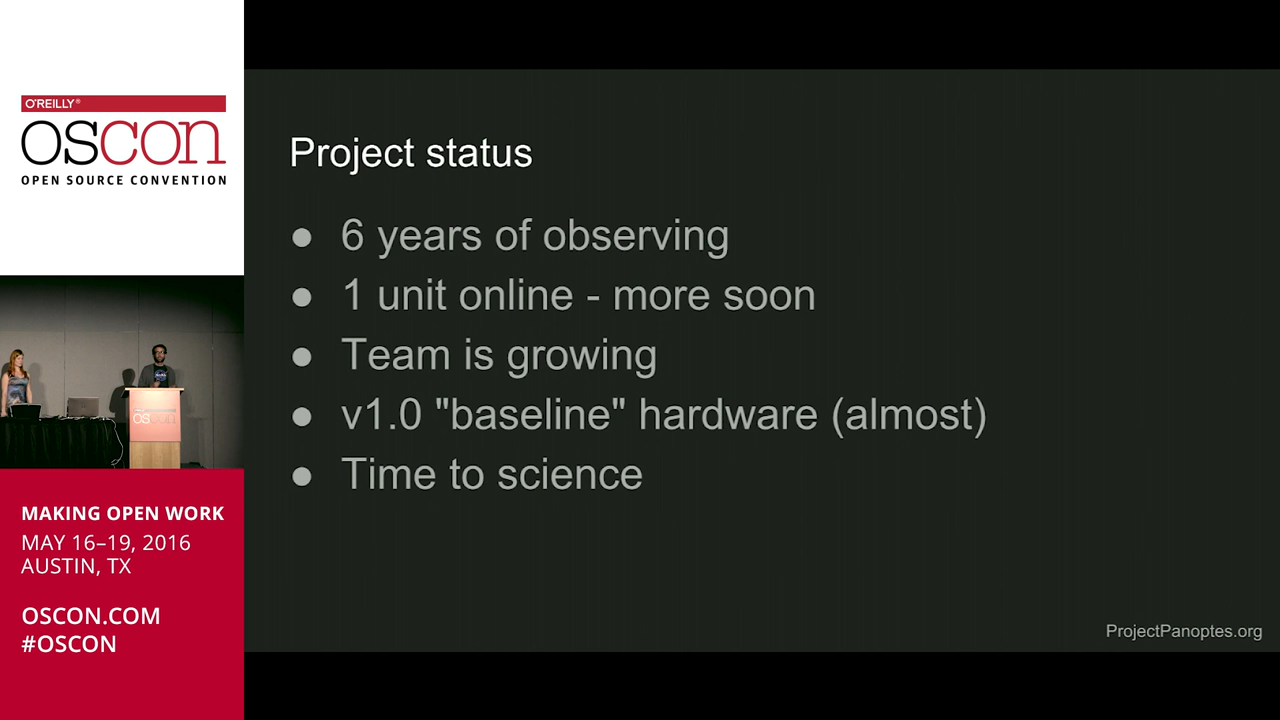 O'REILLY®
OSCON
OPEN SOURCE CONVENTION
oscon
MAKING OPEN WORK
MAY 16–19, 2016
AUSTIN, TX
OSCON.COM
#OSCON
Project status
● 6 years of observing
● 1 unit online - more soon
● Team is growing
● v1.0 "baseline" hardware (almost)
● Time to science
ProjectPanoptes.org